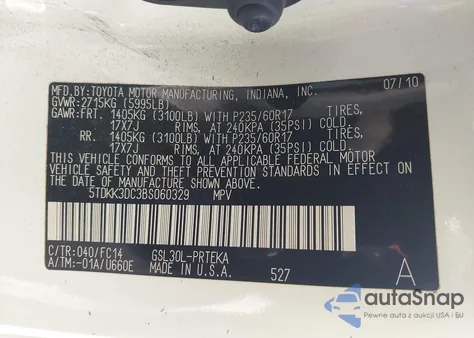 MFD.BY:TOYOTA MOTOR MANUFACTURING, INDIANA, INC. 07/10
GVWR:2715KG (5995LB)
GAWR:FRT. 1405KG (3100LB) WITH P235/60R17 TIRES,
17X7J RIMS, AT 240KPA (35PSI) COLD.
RR. 1405KG (3100LB) WITH P235/60R17 TIRES,
17X7J RIMS, AT 240KPA (35PSI) COLD.
THIS VEHICLE CONFORMS TO ALL APPLICABLE FEDERAL MOTOR
VEHICLE SAFETY AND THEFT PREVENTION STANDARDS IN EFFECT ON
THE DATE OF MANUFACTURE SHOWN ABOVE.
5TDKK3DC3BS060329 MPV
C/TR:040/FC14 GSL30L-PRTEKA
A/TM:-01A/U660E MADE IN U.S.A. 527 A
autoSnap
Pewne auta z aukcji USA i EU